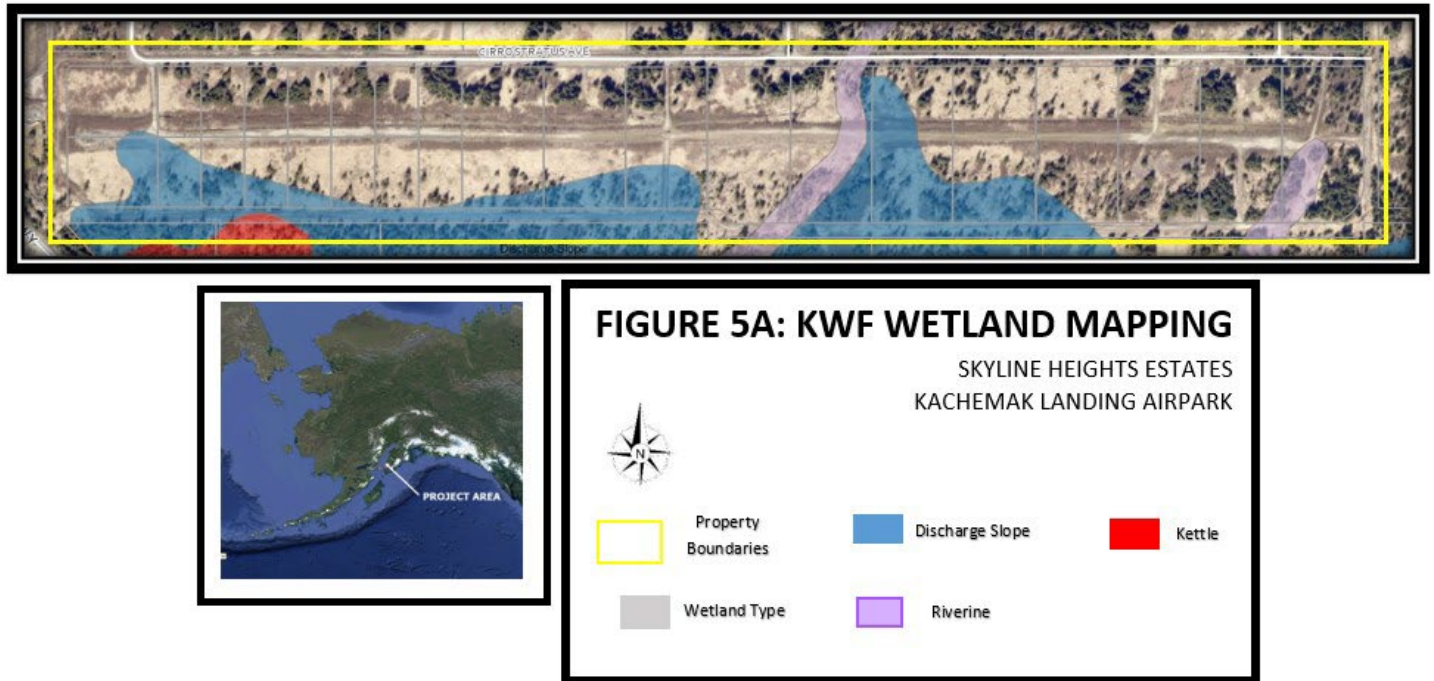 CIRROSTRATUS AVE
Discharge Slope
PROJECT AREA
FIGURE 5A: KWF WETLAND MAPPING
SKYLINE HEIGHTS ESTATES
KACHEMAK LANDING AIRPARK
N
Property
Boundaries
Discharge Slope
Kettle
Wetland Type
Riverine